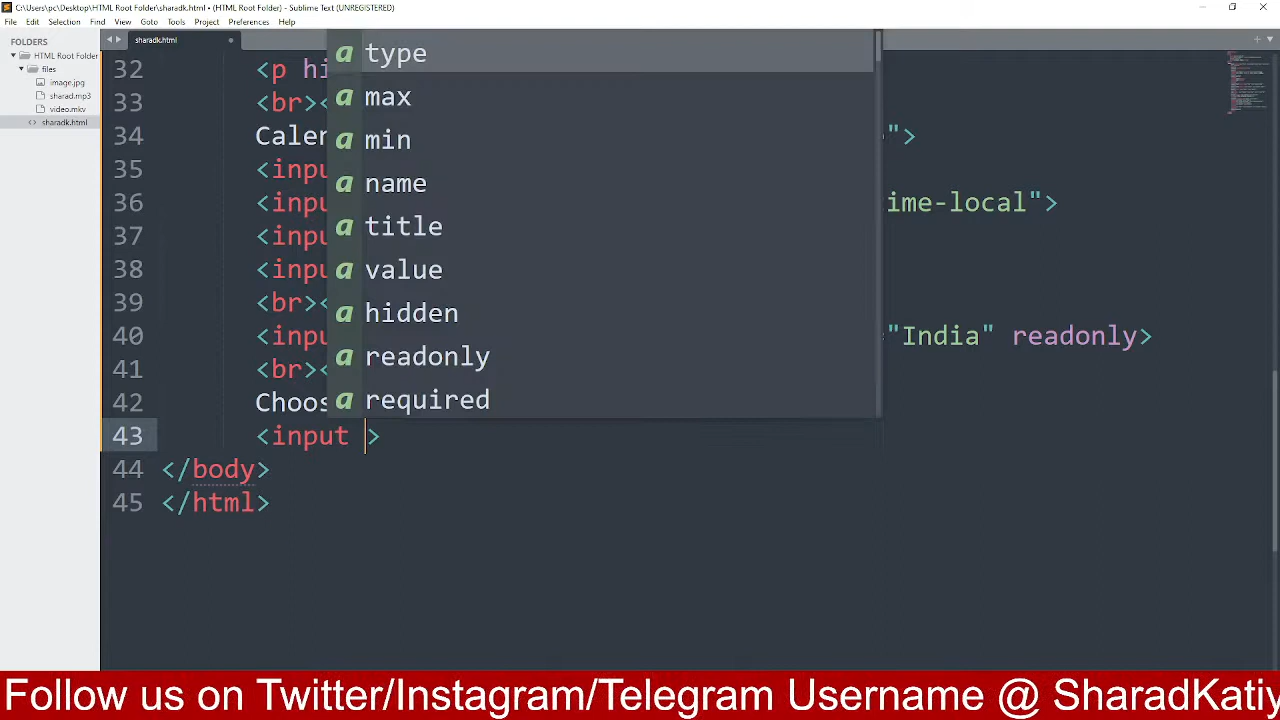 C:\Users\pc\Desktop\HTML Root Folder\sharadk.html • (HTML Root Folder) - Sublime Text (UNREGISTERED)
File Edit Selection Find View Goto Tools Project Preferences Help
FOLDERS
HTML Root Folder
files
image.jpg
sharad.mp3
video.mkv
sharadk.html
sharadk.html
32 <p hi
33 <br><
34 Calen ">
35 <inpu
36 <inpu ime-local">
37 <inpu
38 <inpu
39 <br><
40 <inpu "India" readonly>
41 <br><
42 Choos
43 <input >
44 </body>
45 </html>
a type
a max
a min
a name
a title
a value
a hidden
a readonly
a required
Follow us on Twitter/Instagram/Telegram Username @ SharadKatiy